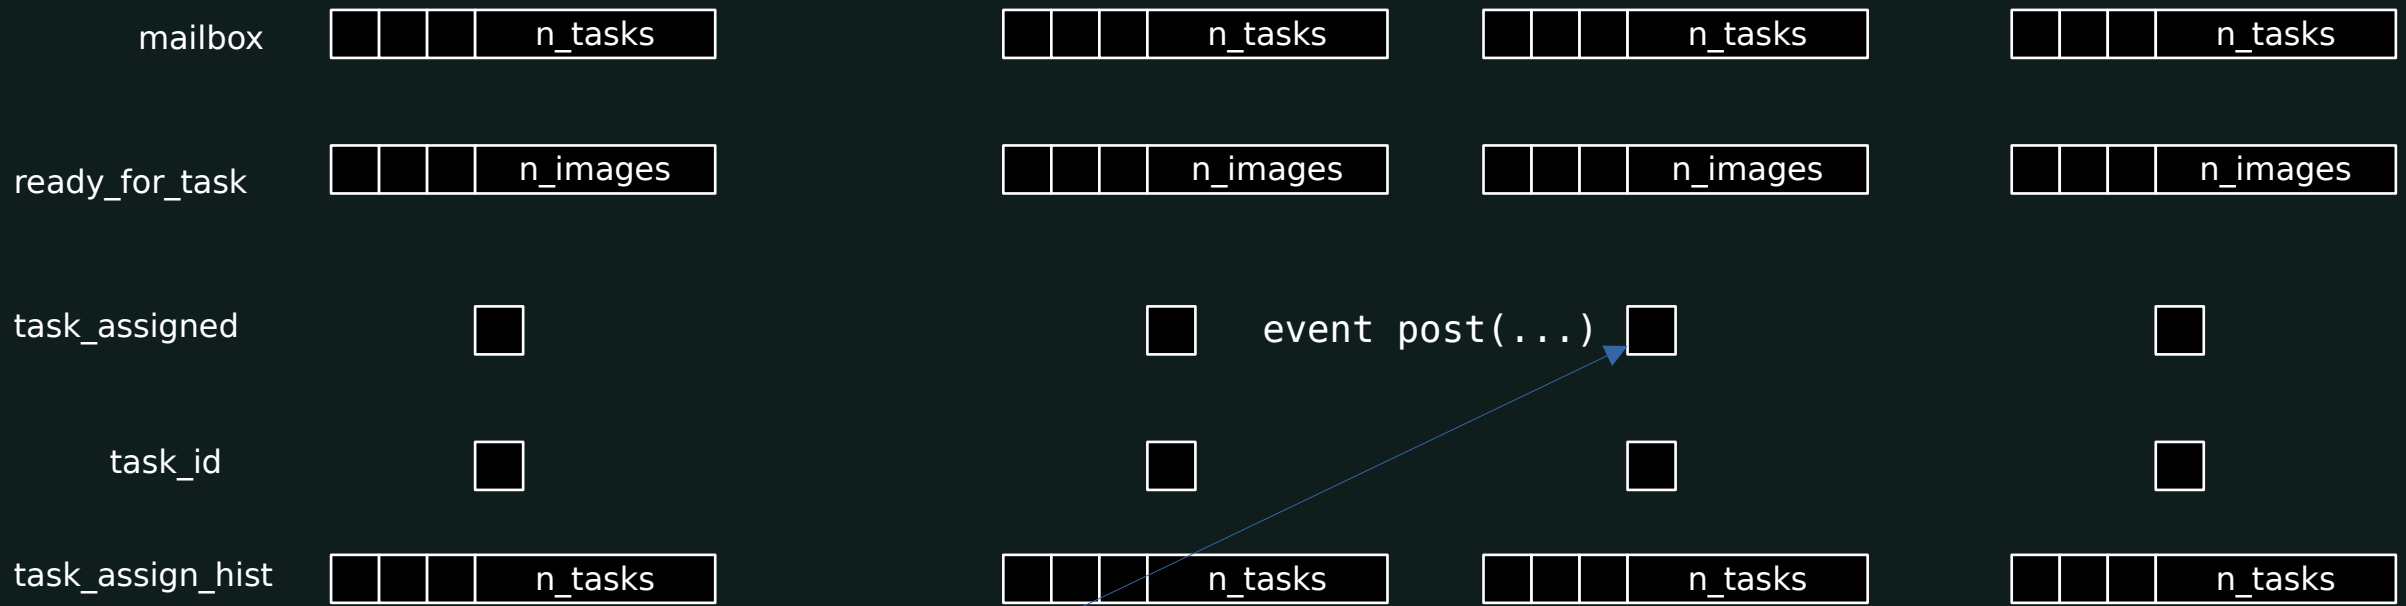 mailbox n_tasks n_tasks n_tasks n_tasks
ready_for_task n_images n_images n_images n_images
task_assigned event post(...)
task_id
task_assign_hist n_tasks n_tasks n_tasks n_tasks